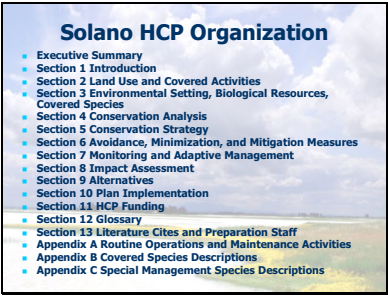 Solano HCP Organization
Executive Summary
Section 1 Introduction
Section 2 Land Use and Covered Activities
Section 3 Environmental Setting, Biological Resources,
Covered Species
Section 4 Conservation Analysis
Section 5 Conservation Strategy
Section 6 Avoidance, Minimization, and Mitigation Measures
Section 7 Monitoring and Adaptive Management
Section 8 Impact Assessment
Section 9 Alternatives
Section 10 Plan Implementation
Section 11 HCP Funding
Section 12 Glossary
Section 13 Literature Cites and Preparation Staff
Appendix A Routine Operations and Maintenance Activities
Appendix B Covered Species Descriptions
Appendix C Special Management Species Descriptions